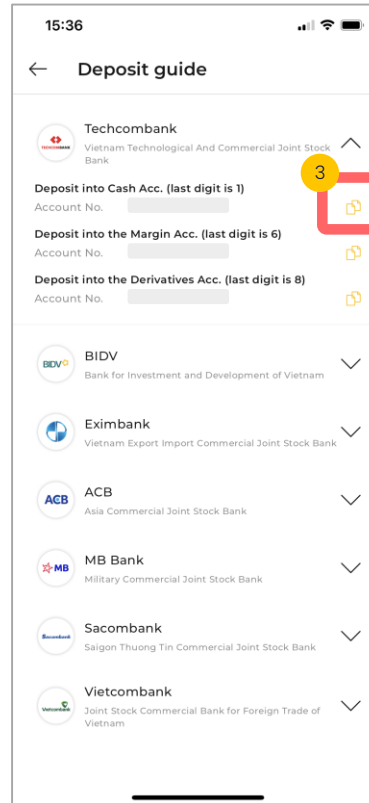 15:36
Deposit guide
TECHCOMBANK
Techcombank
Vietnam Technological And Commercial Joint Stock
Bank
3
Deposit into Cash Acc. (last digit is 1)
Account No.
Deposit into the Margin Acc. (last digit is 6)
Account No.
Deposit into the Derivatives Acc. (last digit is 8)
Account No.
BIDV
BIDV
Bank for Investment and Development of Vietnam
Eximbank
Vietnam Export Import Commercial Joint Stock Bank
ACB
ACB
Asia Commercial Joint Stock Bank
MB
MB Bank
Military Commercial Joint Stock Bank
Sacombank
Sacombank
Saigon Thuong Tin Commercial Joint Stock Bank
Vietcombank
Vietcombank
Joint Stock Commercial Bank for Foreign Trade of
Vietnam